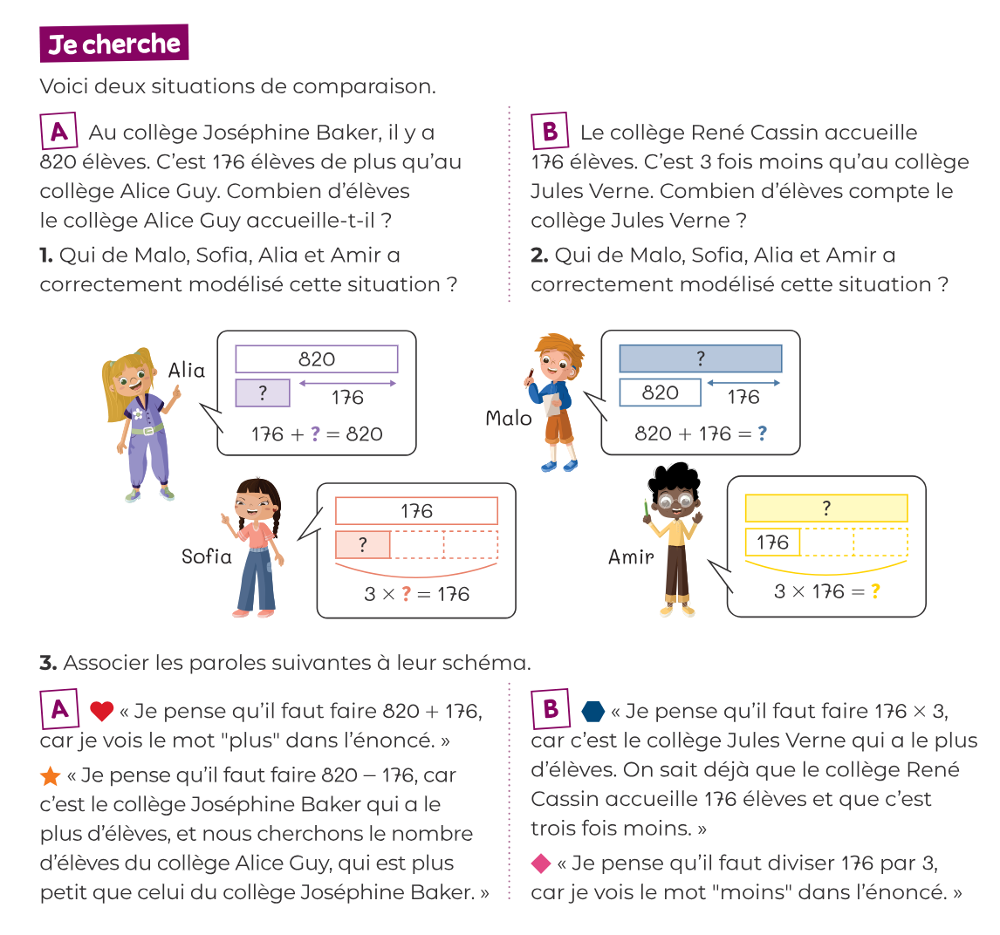 Je cherche
Voici deux situations de comparaison.
A Au collège Joséphine Baker, il y a
820 élèves. C'est 176 élèves de plus qu'au
collège Alice Guy. Combien d'élèves
le collège Alice Guy accueille-t-il ?
1. Qui de Malo, Sofia, Alia et Amir a
correctement modélisé cette situation ?
B Le collège René Cassin accueille
176 élèves. C'est 3 fois moins qu'au collège
Jules Verne. Combien d'élèves compte le
collège Jules Verne ?
2. Qui de Malo, Sofia, Alia et Amir a
correctement modélisé cette situation ?
Alia
820
?
176
176 + ? = 820
Malo
?
820
176
820 + 176 = ?
Sofia
176
?
3 × ? = 176
Amir
?
176
3 × 176 = ?
3. Associer les paroles suivantes à leur schéma.
A « Je pense qu'il faut faire 820 + 176,
car je vois le mot "plus" dans l'énoncé. »
« Je pense qu'il faut faire 820 – 176, car
c'est le collège Joséphine Baker qui a le
plus d'élèves, et nous cherchons le nombre
d'élèves du collège Alice Guy, qui est plus
petit que celui du collège Joséphine Baker. »
B « Je pense qu'il faut faire 176 × 3,
car c'est le collège Jules Verne qui a le plus
d'élèves. On sait déjà que le collège René
Cassin accueille 176 élèves et que c'est
trois fois moins. »
« Je pense qu'il faut diviser 176 par 3,
car je vois le mot "moins" dans l'énoncé. »